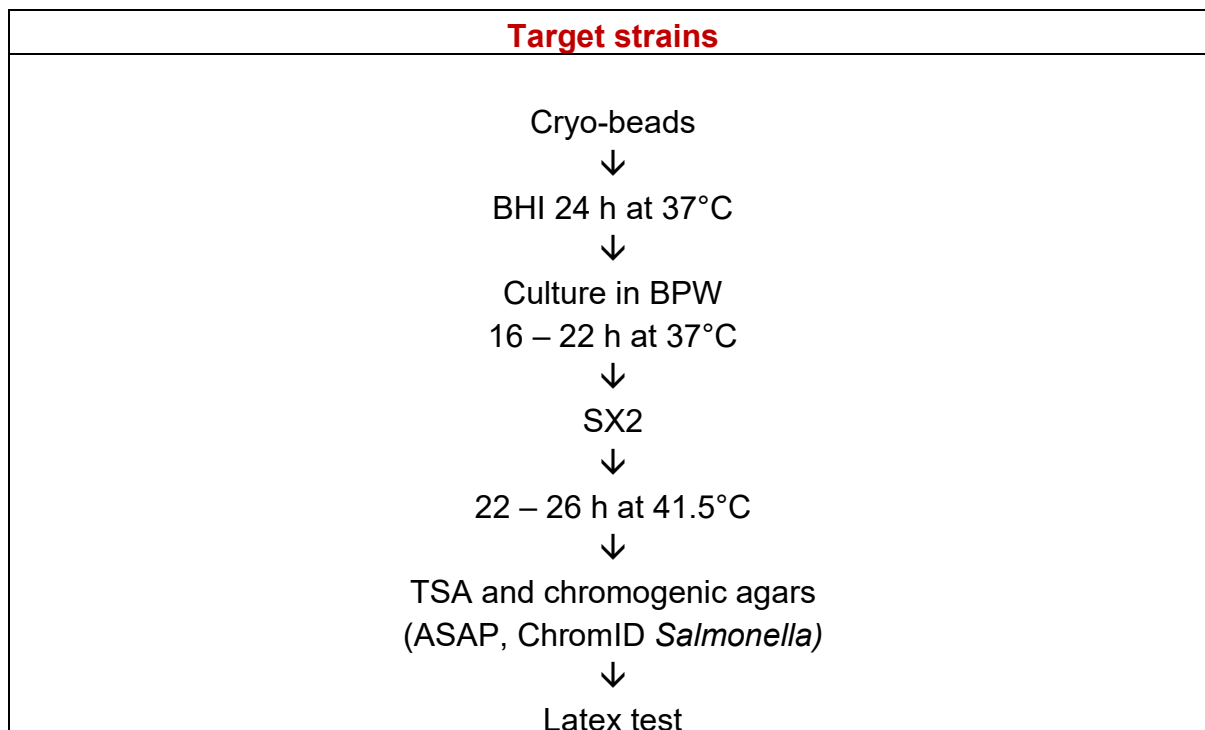 Target strains
Cryo-beads
↓
BHI 24 h at 37°C
↓
Culture in BPW
16 – 22 h at 37°C
↓
SX2
↓
22 – 26 h at 41.5°C
↓
TSA and chromogenic agars
(ASAP, ChromID Salmonella)
↓
Latex test